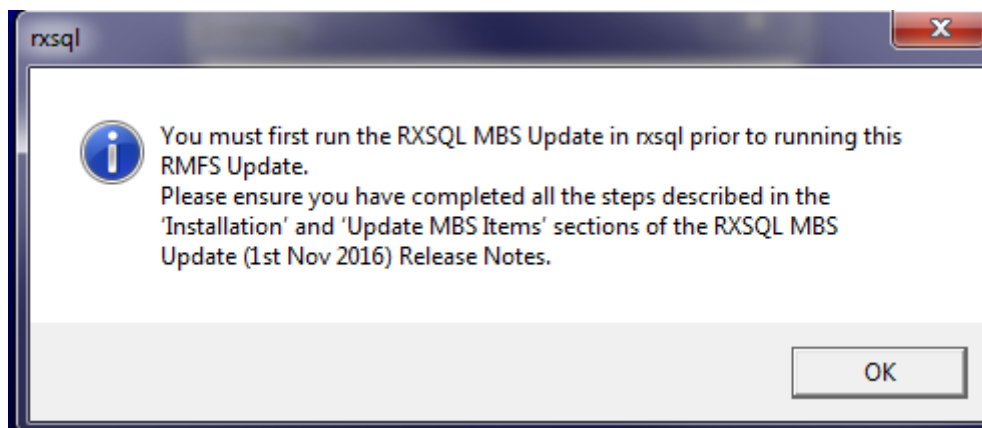 rxsql
You must first run the RXSQL MBS Update in rxsql prior to running this
RMFS Update.
Please ensure you have completed all the steps described in the
'Installation' and 'Update MBS Items' sections of the RXSQL MBS
Update (1st Nov 2016) Release Notes.
OK